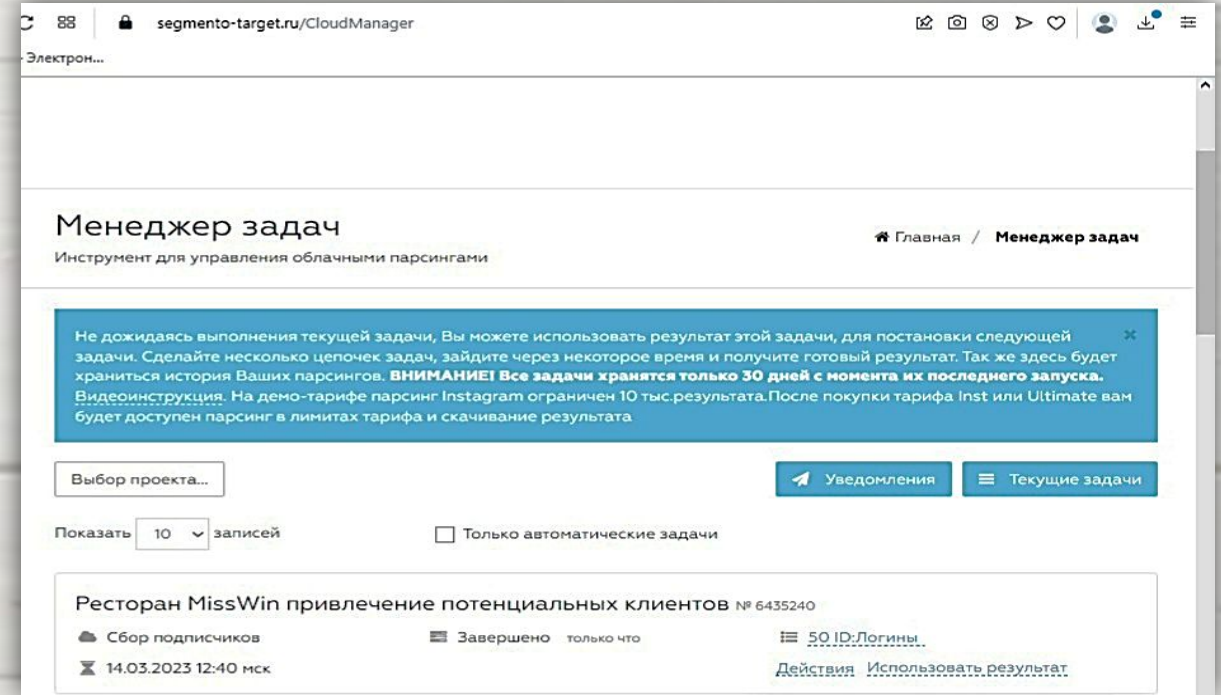 segmento-target.ru/CloudManager
Электрон...
Менеджер задач
Инструмент для управления облачными парсингами
Главная / Менеджер задач
Не дожидаясь выполнения текущей задачи, Вы можете использовать результат этой задачи, для постановки следующей
задачи. Сделайте несколько цепочек задач, зайдите через некоторое время и получите готовый результат. Так же здесь будет
храниться история Ваших парсингов. ВНИМАНИЕ! Все задачи хранятся только 30 дней с момента их последнего запуска.
Видеоинструкция. На демо-тарифе парсинг Instagram ограничен 10 тыс.результата.После покупки тарифа Inst или Ultimate вам
будет доступен парсинг в лимитах тарифа и скачивание результата
Выбор проекта...
Уведомления
Текущие задачи
Показать 10 записей
Только автоматические задачи
Ресторан MissWin привлечение потенциальных клиентов № 6435240
Сбор подписчиков
Завершено только что
50 ID:Логины
14.03.2023 12:40 мск
Действия Использовать результат